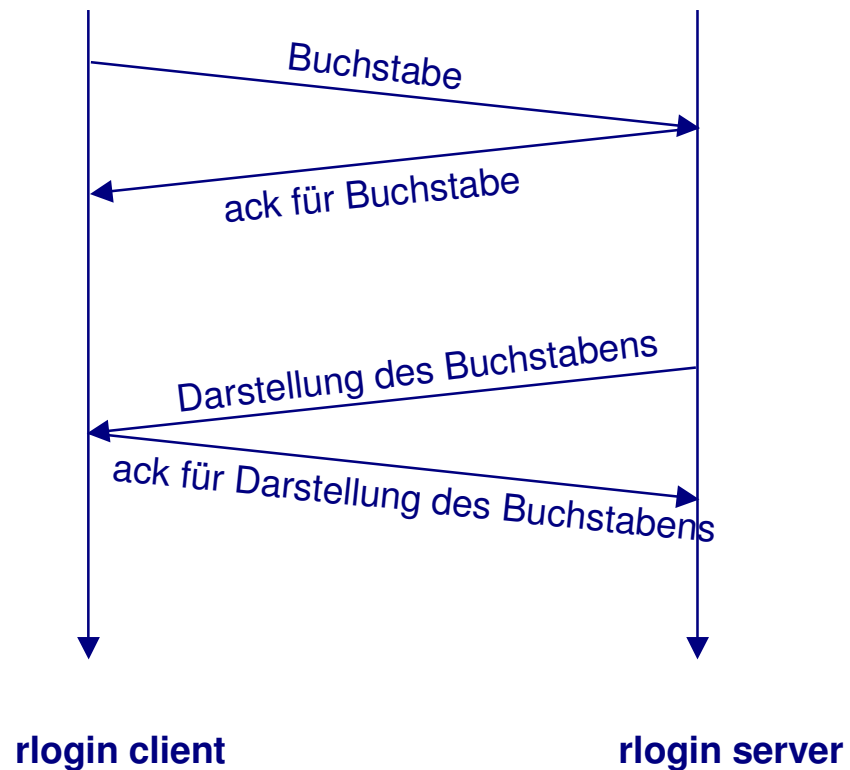 Buchstabe
ack für Buchstabe
Darstellung des Buchstabens
ack für Darstellung des Buchstabens
rlogin client
rlogin server